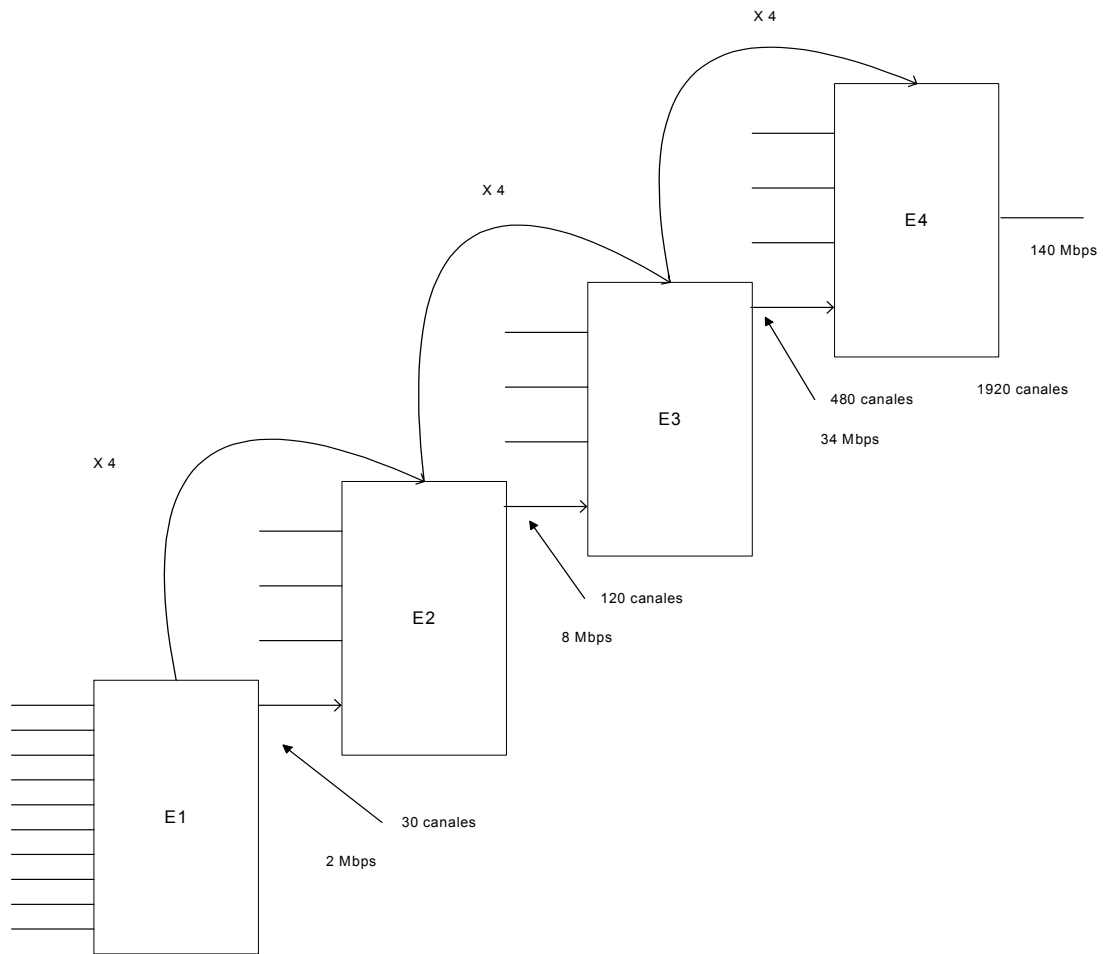 X 4
E4
140 Mbps
X 4
1920 canales
480 canales
E3
34 Mbps
X 4
120 canales
E2
8 Mbps
E1
30 canales
2 Mbps